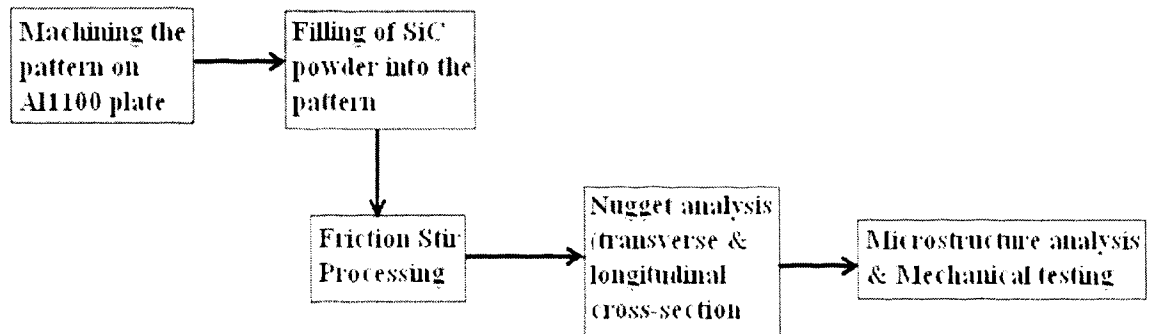 Machining the
pattern on
Al1100 plate
Filling of SiC
powder into the
pattern
Friction Stir
Processing
Nugget analysis
(transverse &
longitudinal
cross-section
Microstructure analysis
& Mechanical testing